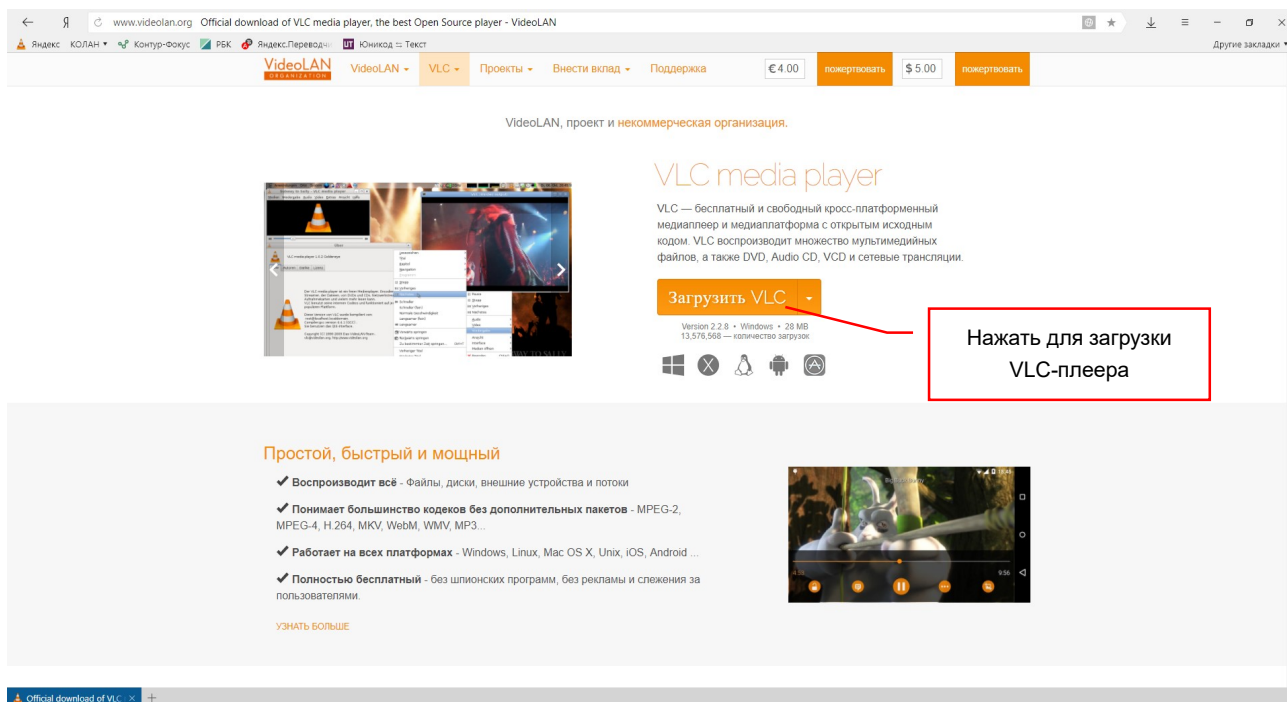 www.videolan.org Official download of VLC media player, the best Open Source player - VideoLAN
Яндекс КОЛАН Контур-Фокус РБК Яндекс.Переводчи Юникод ≒ Текст Другие закладки
VideoLAN
ORGANIZATION
VideoLAN VLC Проекты Внести вклад Поддержка €4.00 пожертвовать $ 5.00 пожертвовать
VideoLAN, проект и некоммерческая организация.
VLC media player
VLC — бесплатный и свободный кросс-платформенный
медиаплеер и медиаплатформа с открытым исходным
кодом. VLC воспроизводит множество мультимедийных
файлов, а также DVD, Audio CD, VCD и сетевые трансляции.
Загрузить VLC
Version 2.2.8 • Windows • 28 MB
13,576,568 — количество загрузок
Нажать для загрузки
VLC-плеера
Простой, быстрый и мощный
✔ Воспроизводит всё - Файлы, диски, внешние устройства и потоки
✔ Понимает большинство кодеков без дополнительных пакетов - MPEG-2,
MPEG-4, H.264, MKV, WebM, WMV, MP3...
✔ Работает на всех платформах - Windows, Linux, Mac OS X, Unix, iOS, Android ...
✔ Полностью бесплатный - без шпионских программ, без рекламы и слежения за
пользователями.
УЗНАТЬ БОЛЬШЕ
4:53
9:56
Official download of VLC